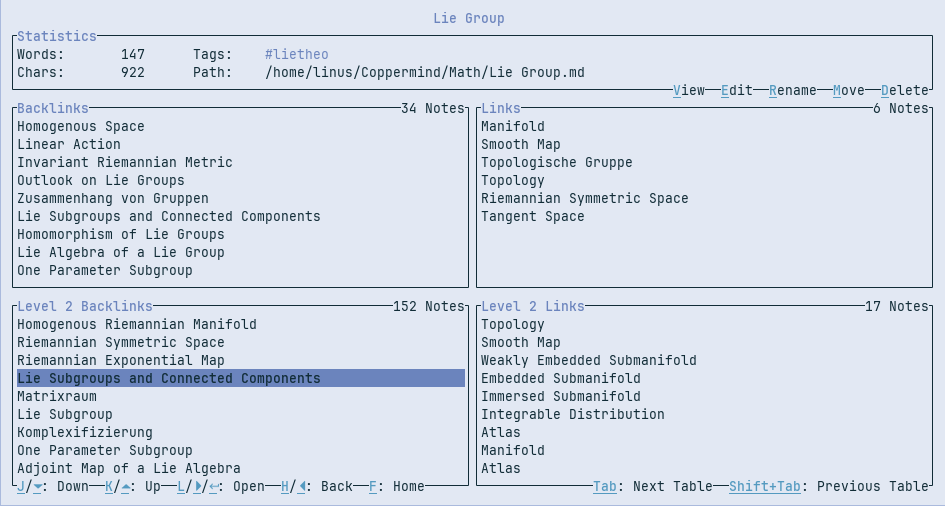 Lie Group
Statistics
Words: 147 Tags: #lietheo
Chars: 922 Path: /home/linus/Coppermind/Math/Lie Group.md
View Edit Rename Move Delete
Backlinks 34 Notes
Homogenous Space
Linear Action
Invariant Riemannian Metric
Outlook on Lie Groups
Zusammenhang von Gruppen
Lie Subgroups and Connected Components
Homomorphism of Lie Groups
Lie Algebra of a Lie Group
One Parameter Subgroup
Links 6 Notes
Manifold
Smooth Map
Topologische Gruppe
Topology
Riemannian Symmetric Space
Tangent Space
Level 2 Backlinks 152 Notes
Homogenous Riemannian Manifold
Riemannian Symmetric Space
Riemannian Exponential Map
Lie Subgroups and Connected Components
Matrixraum
Lie Subgroup
Komplexifizierung
One Parameter Subgroup
Adjoint Map of a Lie Algebra
J/▼: Down K/▲: Up L/▶/↩: Open H/◀: Back F: Home
Level 2 Links 17 Notes
Topology
Smooth Map
Weakly Embedded Submanifold
Embedded Submanifold
Immersed Submanifold
Integrable Distribution
Atlas
Manifold
Atlas
Tab: Next Table Shift+Tab: Previous Table